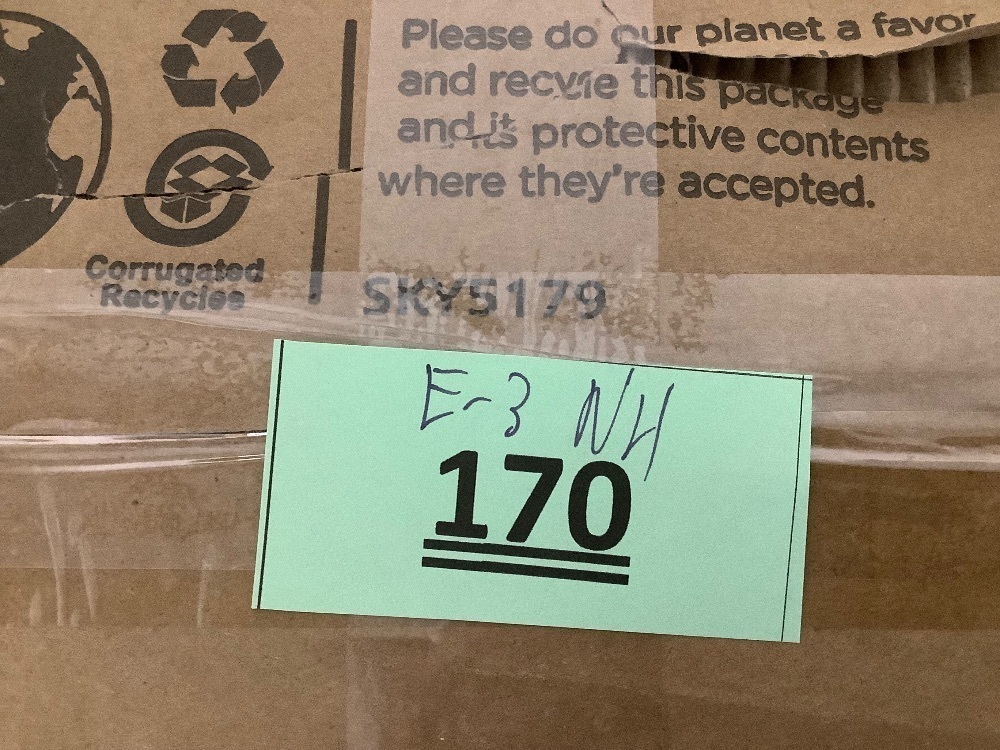 Please do our planet a favor
and recycle this package
and its protective contents
where they're accepted.
Corrugated
Recycles
SKY5179
E-3 NH
170